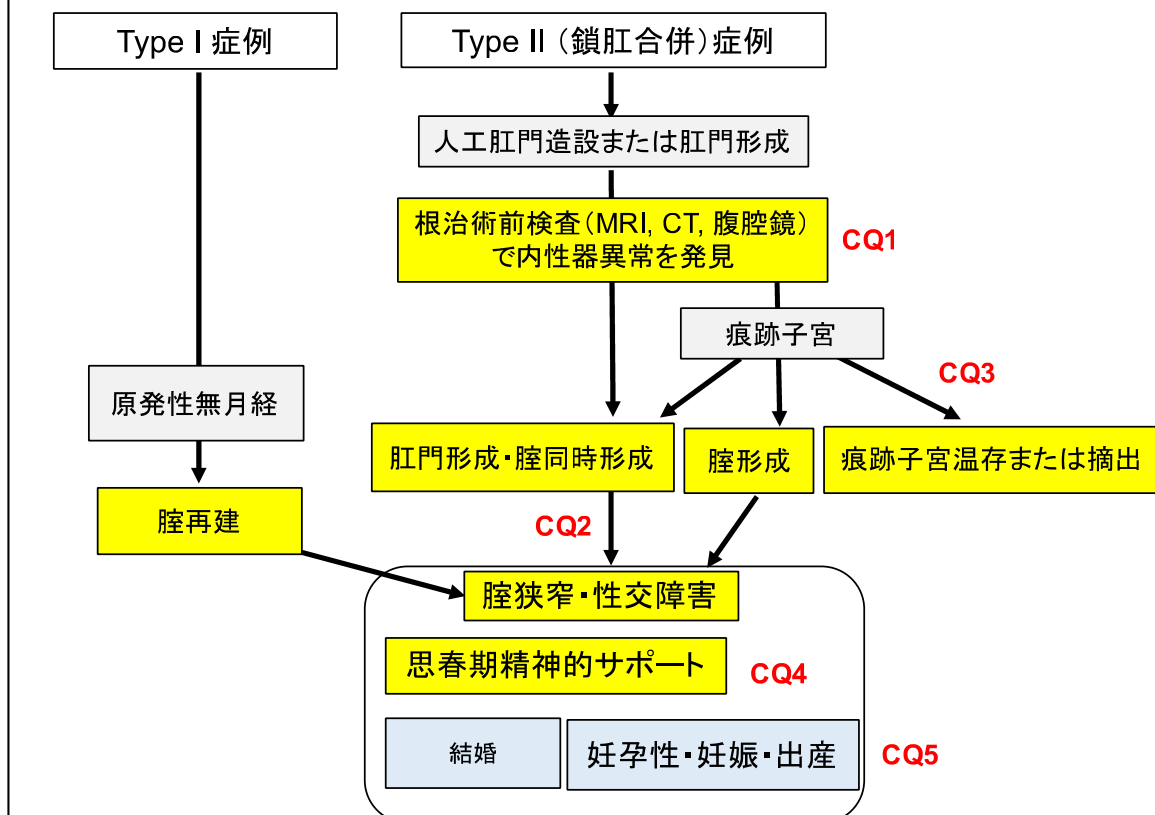 Type I 症例
Type II（鎖肛合併）症例
人工肛門造設または肛門形成
根治術前検査（MRI, CT, 腹腔鏡）
で内性器異常を発見
CQ1
痕跡子宮
CQ3
原発性無月経
肛門形成・腟同時形成
腟形成
痕跡子宮温存または摘出
腟再建
CQ2
腟狭窄・性交障害
思春期精神的サポート
CQ4
結婚
妊孕性・妊娠・出産
CQ5